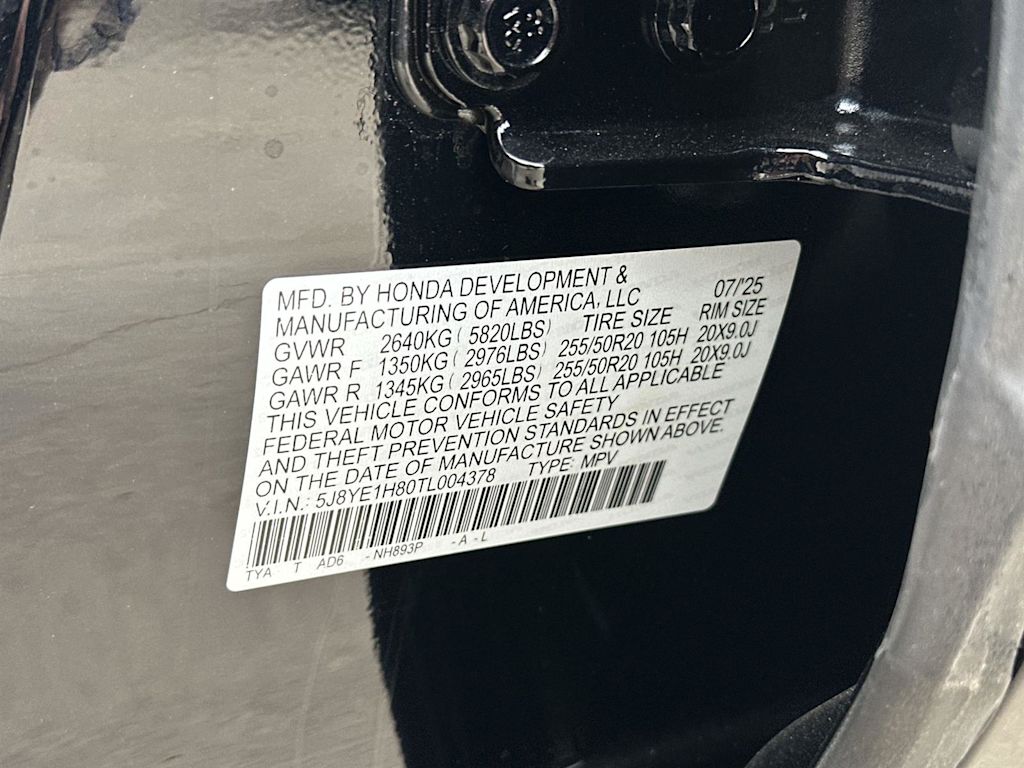 MFD. BY HONDA DEVELOPMENT & 07/'25
MANUFACTURING OF AMERICA, LLC
GVWR 2640KG ( 5820LBS) TIRE SIZE RIM SIZE
GAWR F 1350KG ( 2976LBS) 255/50R20 105H 20X9.0J
GAWR R 1345KG ( 2965LBS) 255/50R20 105H 20X9.0J
THIS VEHICLE CONFORMS TO ALL APPLICABLE
FEDERAL MOTOR VEHICLE SAFETY
AND THEFT PREVENTION STANDARDS IN EFFECT
ON THE DATE OF MANUFACTURE SHOWN ABOVE.
V.I.N.: 5J8YE1H80TL004378 TYPE: MPV
TYA T AD6 -NH893P -A-L